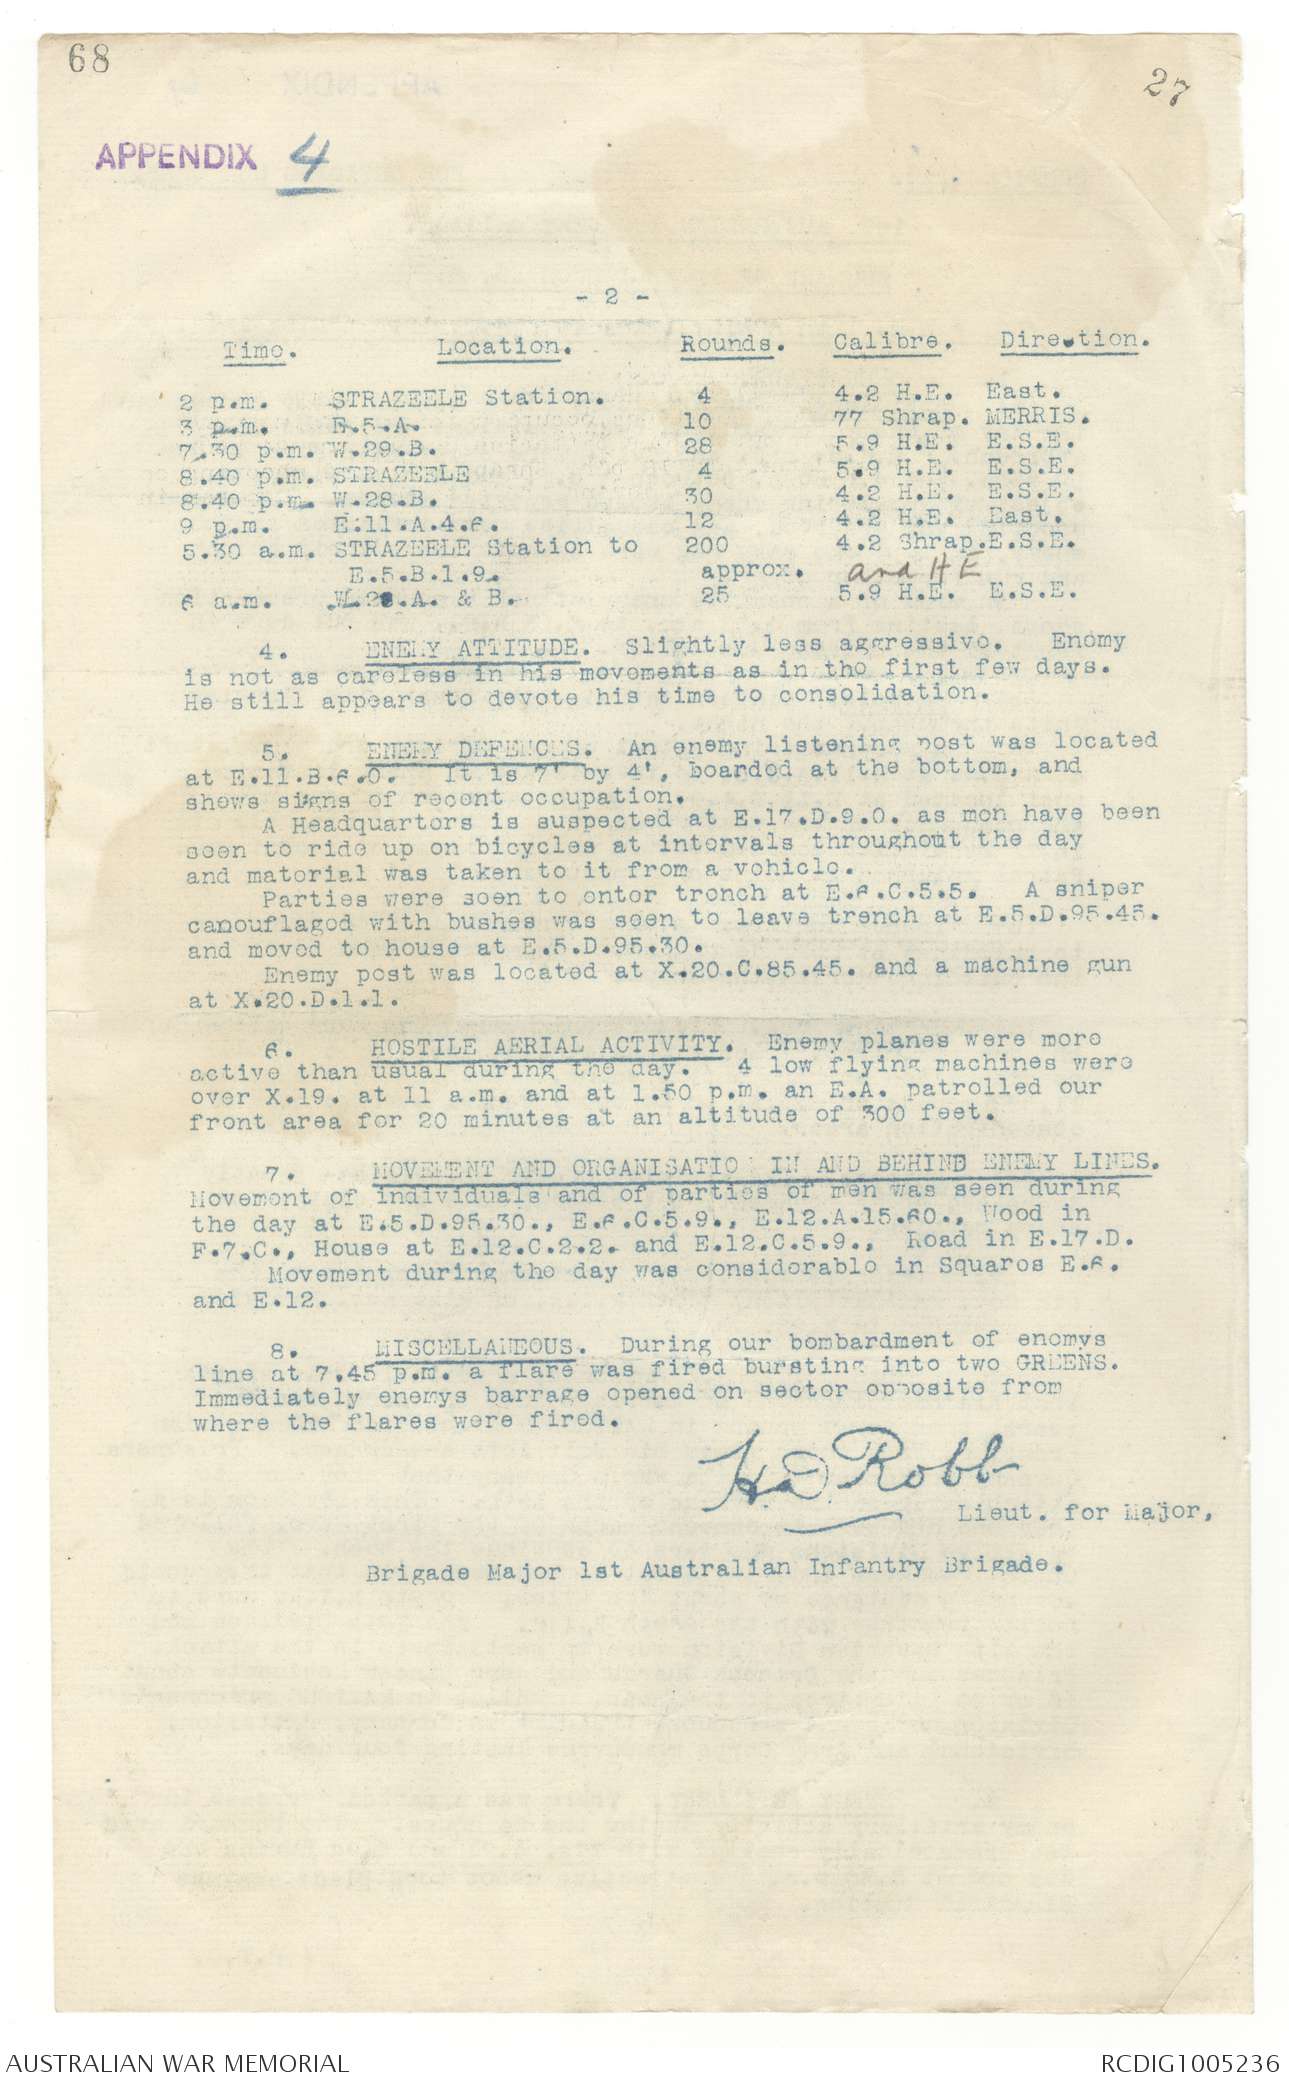 68
27
APPENDIX 4
- 2 -
Time. Location. Rounds. Calibre. Direction.
2 p.m. STRAZEELE Station. 4 4.2 H.E. East.
3 p.m. E.5.A. 10 77 Shrap. MERRIS.
7.30 p.m. W.29.B. 28 5.9 H.E. E.S.E.
8.40 p.m. STRAZEELE 4 5.9 H.E. E.S.E.
8.40 p.m. W.28.B. 30 4.2 H.E. E.S.E.
9 p.m. E.11.A.4.6. 12 4.2 H.E. East.
5.30 a.m. STRAZEELE Station to 200 4.2 Shrap.E.S.E.
E.5.B.1.9. approx. and HE
6 a.m. A. & B. 25 5.9 H.E. E.S.E.
4. ENEMY ATTITUDE. Slightly less aggressive. Enemy
is not as careless in his movements as in the first few days.
He still appears to devote his time to consolidation.
5. ENEMY DEFENCES. An enemy listening post was located
at E.11.B.6.0. It is 7' by 4', boarded at the bottom, and
shows signs of recent occupation.
A Headquarters is suspected at E.17.D.9.0. as men have been
seen to ride up on bicycles at intervals throughout the day
and material was taken to it from a vehicle.
Parties were seen to enter trench at E.6.C.5.5. A sniper
camouflaged with bushes was seen to leave trench at E.5.D.95.45.
and moved to house at E.5.D.95.30.
Enemy post was located at X.20.C.85.45. and a machine gun
at X.20.D.1.1.
6. HOSTILE AERIAL ACTIVITY. Enemy planes were more
active than usual during the day. 4 low flying machines were
over X.19. at 11 a.m. and at 1.50 p.m. an E.A. patrolled our
front area for 20 minutes at an altitude of 300 feet.
7. MOVEMENT AND ORGANISATION IN AND BEHIND ENEMY LINES.
Movement of individuals and of parties of men was seen during
the day at E.5.D.95.30., E.6.C.5.9., E.12.A.15.60., Wood in
F.7.C., House at E.12.C.2.2. and E.12.C.5.9., Road in E.17.D.
Movement during the day was considerable in Squares E.6.
and E.12.
8. MISCELLANEOUS. During our bombardment of enemys
line at 7.45 p.m. a flare was fired bursting into two GREENS.
Immediately enemys barrage opened on sector opposite from
where the flares were fired.
H.D. Robb
Lieut. for Major,
Brigade Major 1st Australian Infantry Brigade.
AUSTRALIAN WAR MEMORIAL
RCDIG1005236